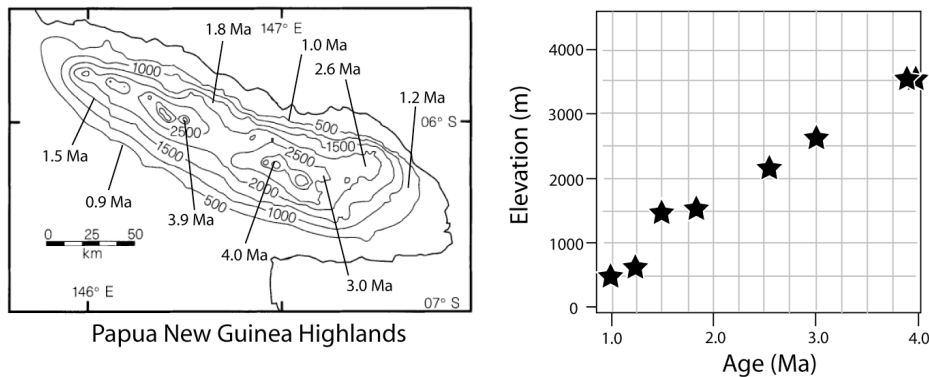 1.8 Ma
147° E
1.0 Ma
2.6 Ma
1000
1.2 Ma
500
06° S
2500
1500
2500
1.5 Ma
1500
2000
0.9 Ma
500
1000
3.9 Ma
0 25 50
km
4.0 Ma
3.0 Ma
146° E
07° S
Papua New Guinea Highlands
Elevation (m)
4000
3000
2000
1000
0
1.0 2.0 3.0 4.0
Age (Ma)